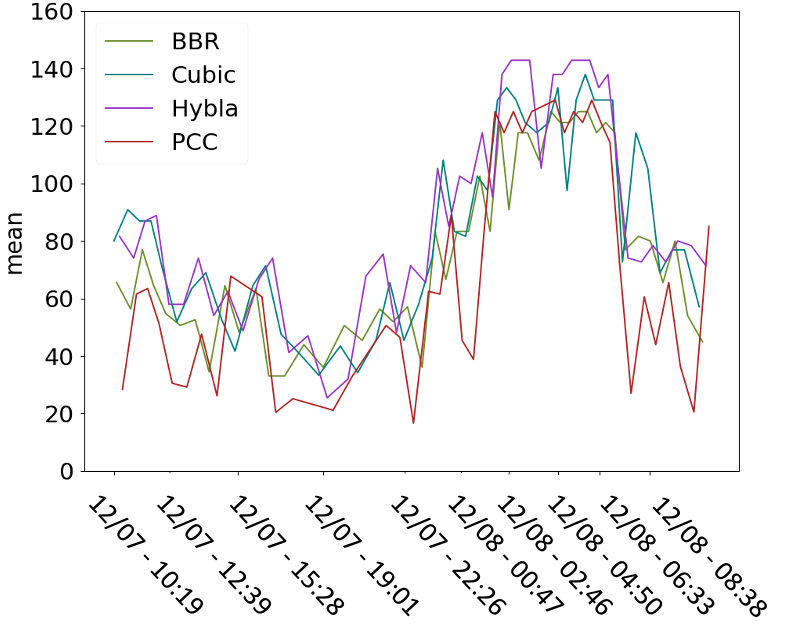 160
140
120
100
80
60
40
20
0
mean
BBR
Cubic
Hybla
PCC
12/07 - 10:19
12/07 - 12:39
12/07 - 15:28
12/07 - 19:01
12/07 - 22:26
12/08 - 00:47
12/08 - 02:46
12/08 - 04:50
12/08 - 06:33
12/08 - 08:38